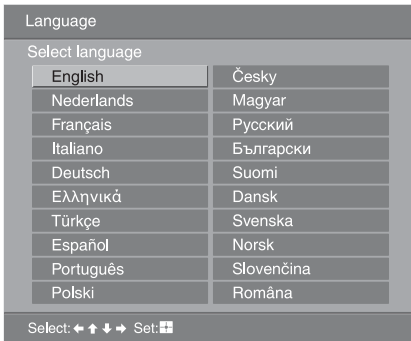 Language
Select language
English
Nederlands
Français
Italiano
Deutsch
Ελληνικά
Türkçe
Español
Português
Polski
Česky
Magyar
Русский
Български
Suomi
Dansk
Svenska
Norsk
Slovenčina
Româna
Select: Set: